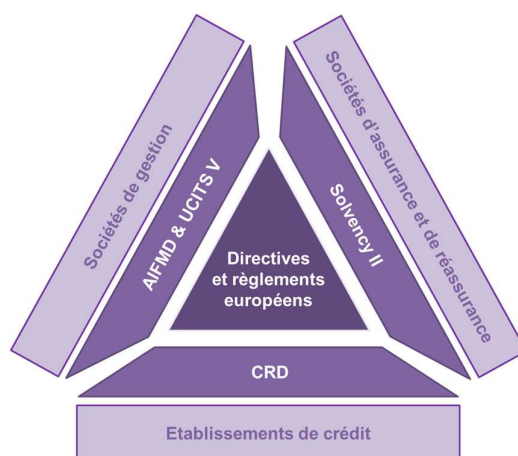 Sociétés de gestion
AIFMD & UCITS V
Sociétés d'assurance et de réassurance
Solvency II
Directives
et règlements
européens
CRD
Etablissements de crédit